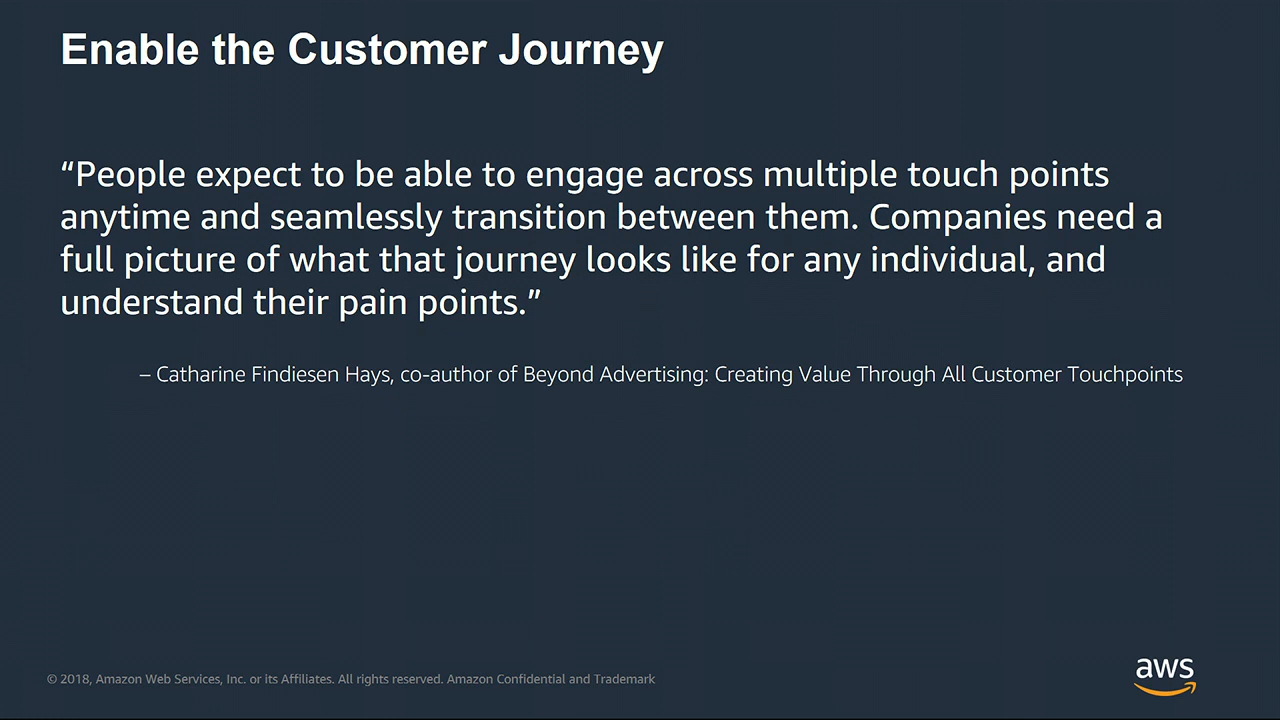 Enable the Customer Journey
“People expect to be able to engage across multiple touch points
anytime and seamlessly transition between them. Companies need a
full picture of what that journey looks like for any individual, and
understand their pain points.”
– Catharine Findiesen Hays, co-author of Beyond Advertising: Creating Value Through All Customer Touchpoints
© 2018, Amazon Web Services, Inc. or its Affiliates. All rights reserved. Amazon Confidential and Trademark
aws